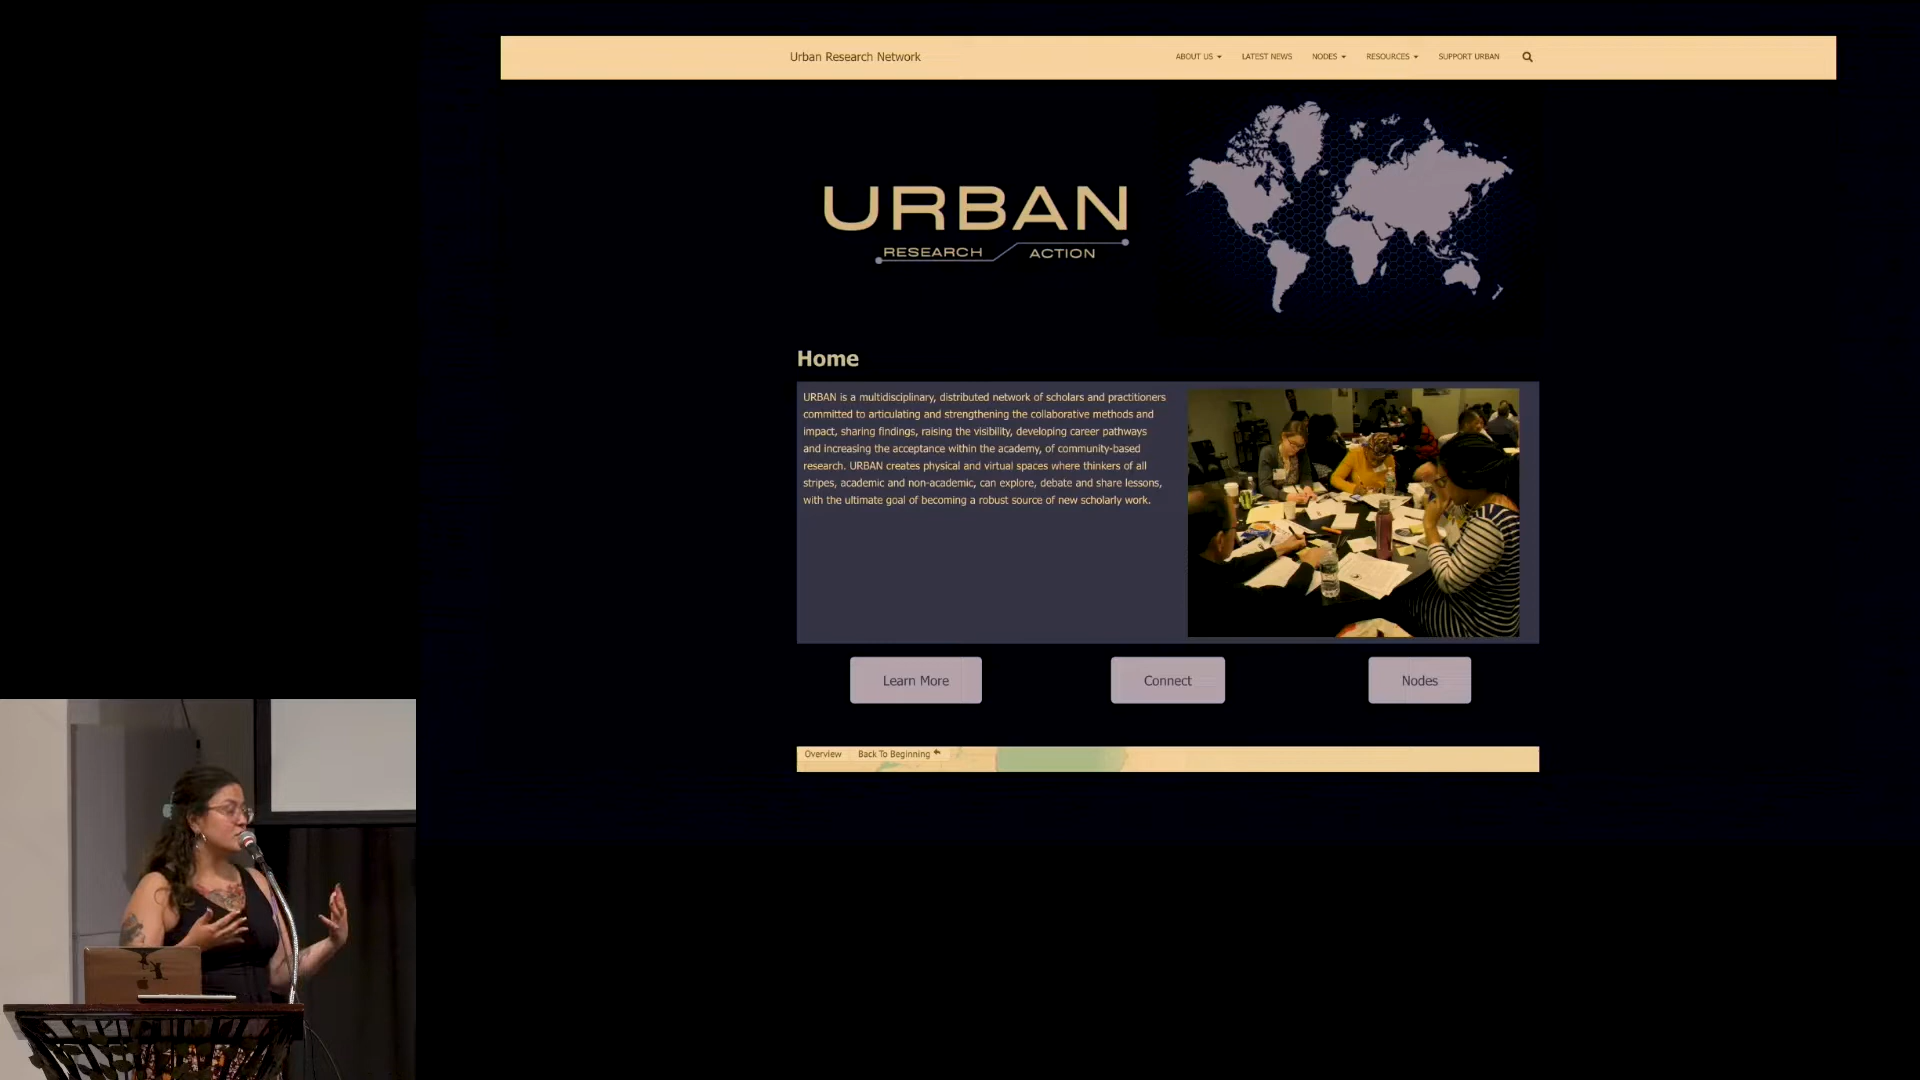 Urban Research Network
ABOUT US
LATEST NEWS
NODES
RESOURCES
SUPPORT URBAN
URBAN
RESEARCH
ACTION
Home
URBAN is a multidisciplinary, distributed network of scholars and practitioners
committed to articulating and strengthening the collaborative methods and
impact, sharing findings, raising the visibility, developing career pathways
and increasing the acceptance within the academy, of community-based
research. URBAN creates physical and virtual spaces where thinkers of all
stripes, academic and non-academic, can explore, debate and share lessons,
with the ultimate goal of becoming a robust source of new scholarly work.
Learn More
Connect
Nodes
Overview
Back To Beginning